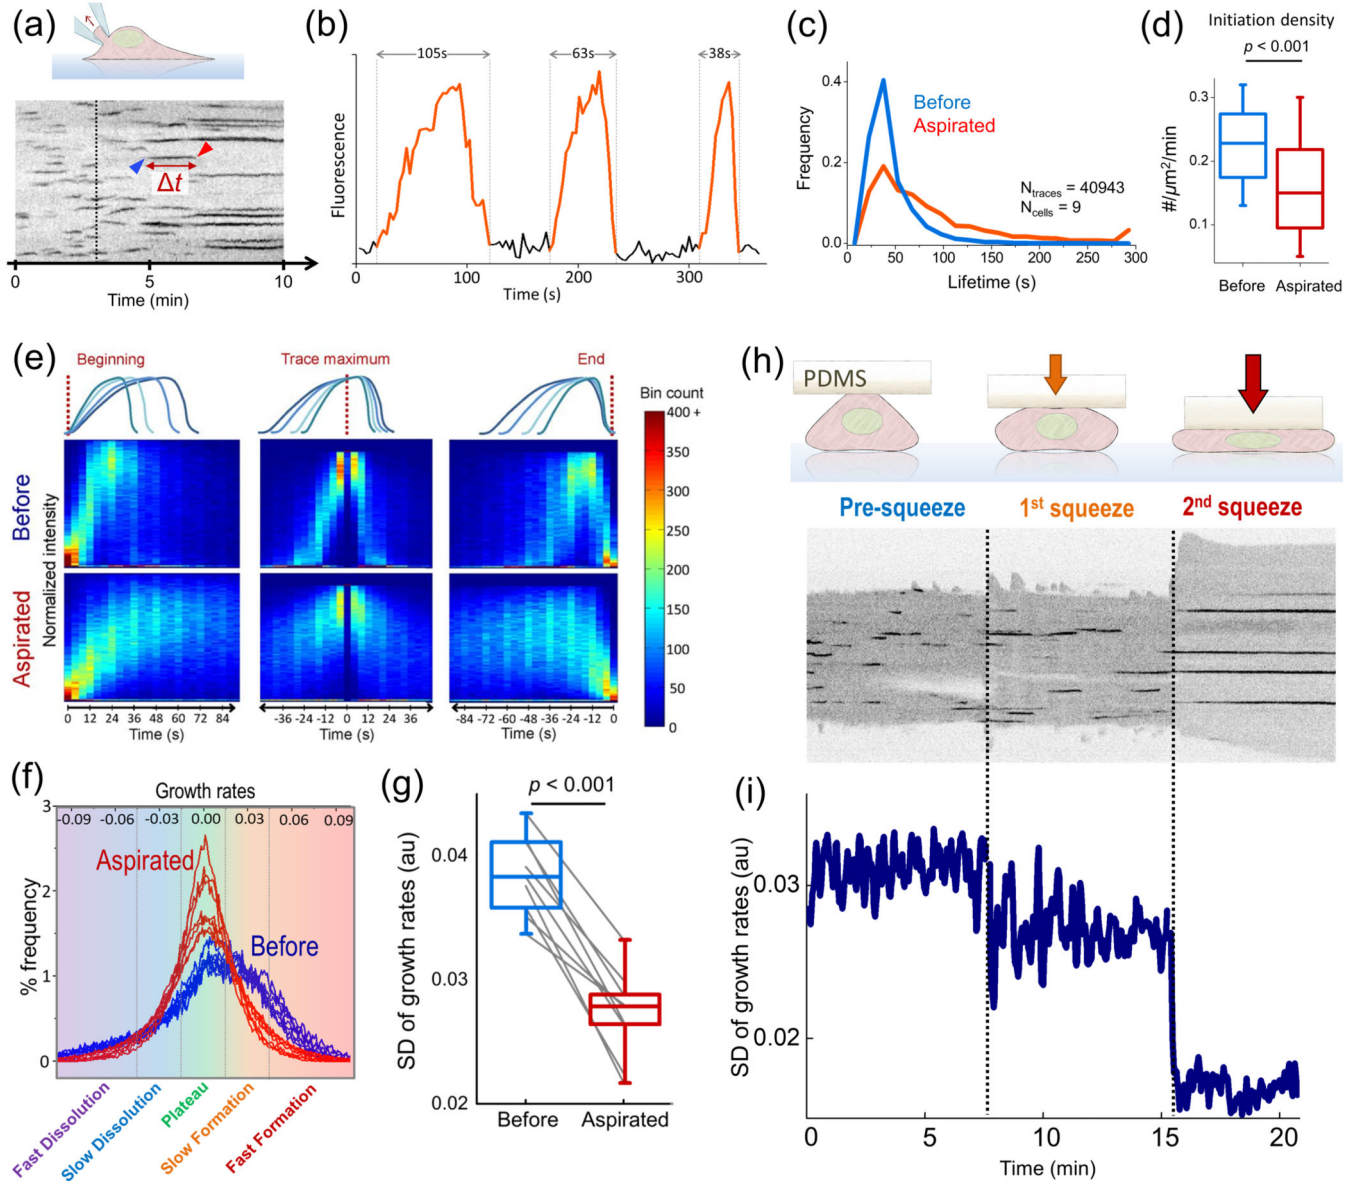 (a)
Δt
0
5
10
Time (min)
(b)
105s
63s
38s
Fluorescence
0
100
200
300
Time (s)
(c)
Before
Aspirated
Frequency
0.4
0.2
0.0
N_traces = 40943
N_cells = 9
0 50 100 150 200 250 300
Lifetime (s)
(d)
Initiation density
p < 0.001
#/μm²/min
0.3
0.2
0.1
Before
Aspirated
(e)
Beginning
Trace maximum
End
Before
Aspirated
Normalized intensity
Bin count
400 +
350
300
250
200
150
100
50
0
0 12 24 36 48 60 72 84
Time (s)
-36 -24 -12 0 12 24 36
Time (s)
-84 -72 -60 -48 -36 -24 -12 0
Time (s)
(f)
Growth rates
-0.09 -0.06 -0.03 0.00 0.03 0.06 0.09
Aspirated
Before
% frequency
3
2
1
0
Fast Dissolution
Slow Dissolution
Plateau
Slow Formation
Fast Formation
(g)
p < 0.001
SD of growth rates (au)
0.04
0.03
0.02
Before
Aspirated
(h)
PDMS
Pre-squeeze
1st squeeze
2nd squeeze
(i)
SD of growth rates (au)
0.03
0.02
0
5
10
15
20
Time (min)